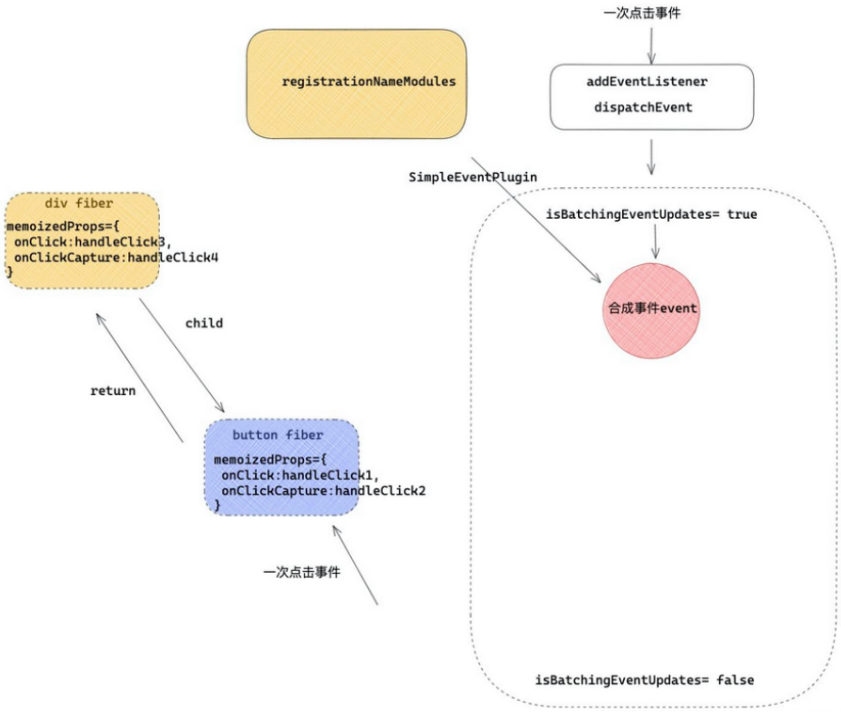 一次点击事件
registrationNameModules
addEventListener
dispatchEvent
SimpleEventPlugin
isBatchingEventUpdates= true
合成事件event
div fiber
memoizedProps={
onClick:handleClick3,
onClickCapture:handleClick4
}
child
return
button fiber
memoizedProps={
onClick:handleClick1,
onClickCapture:handleClick2
}
一次点击事件
isBatchingEventUpdates= false